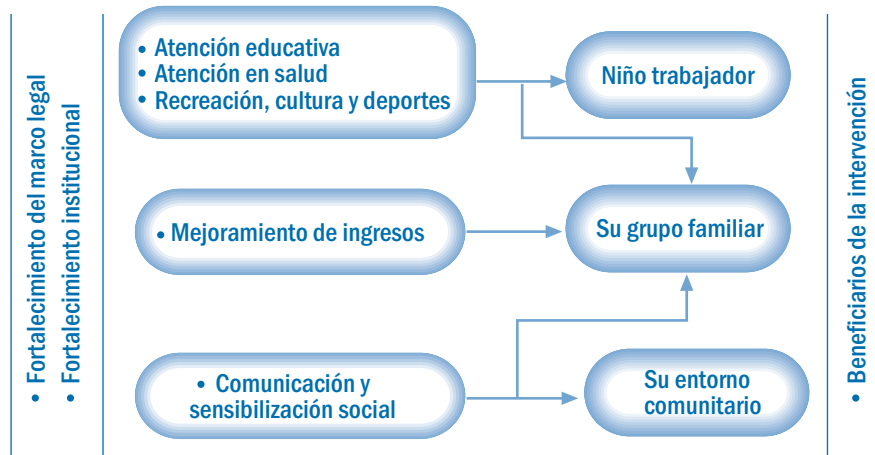 • Fortalecimiento del marco legal
• Fortalecimiento institucional
• Atención educativa
• Atención en salud
• Recreación, cultura y deportes
Niño trabajador
• Mejoramiento de ingresos
Su grupo familiar
• Comunicación y
sensibilización social
Su entorno
comunitario
• Beneficiarios de la intervención